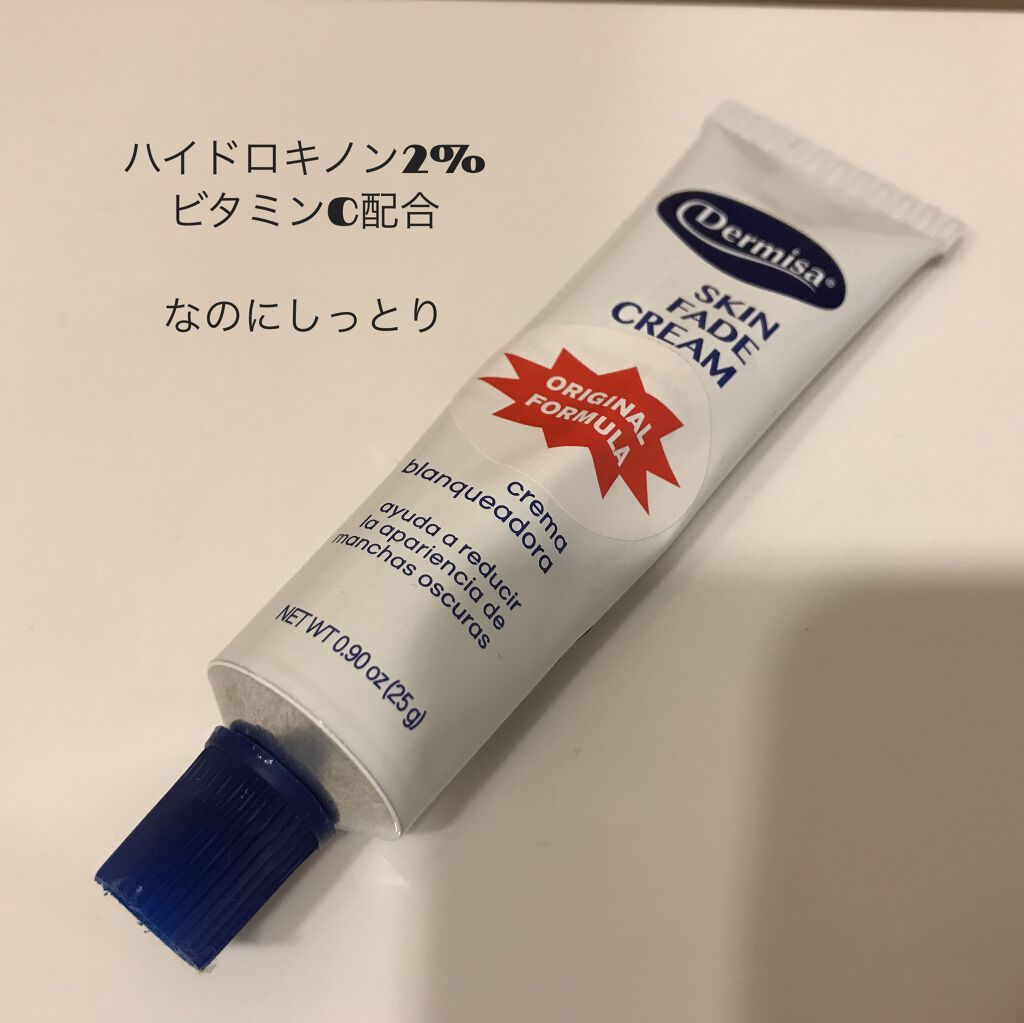 ハイドロキノン2%
ビタミンC配合
なのにしっとり
Dermisa®
SKIN
FADE
CREAM
ORIGINAL
FORMULA
crema
blanqueadora
ayuda a reducir
la apariencia de
manchas oscuras
NET WT 0.90 oz (25 g)